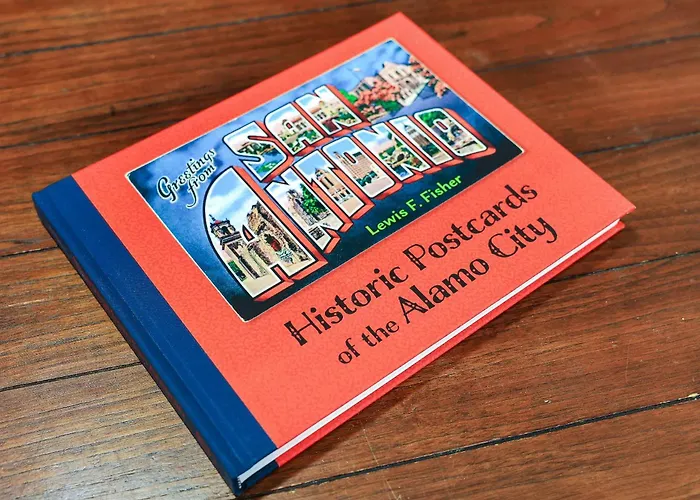 Greetings
from
SAN
ANTONIO
Lewis F. Fisher
Historic Postcards
of the Alamo City